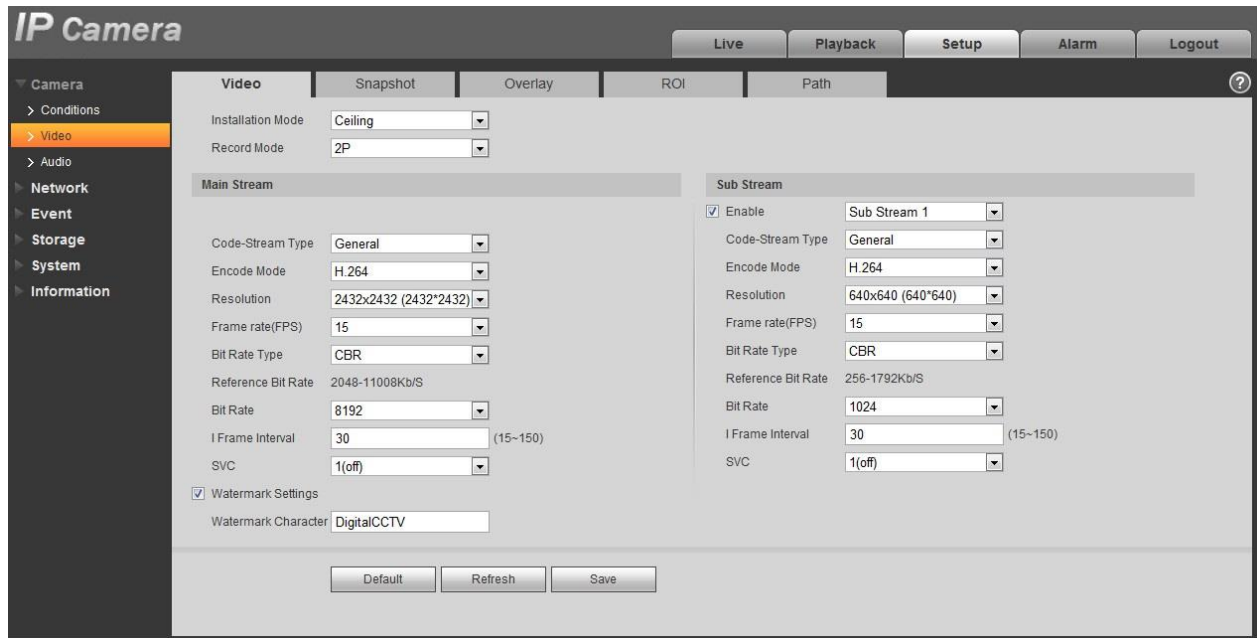 IP Camera
Live Playback Setup Alarm Logout
Camera
Conditions
Video
Audio
Network
Event
Storage
System
Information
Video Snapshot Overlay ROI Path ?
Installation Mode Ceiling
Record Mode 2P
Main Stream
Code-Stream Type General
Encode Mode H.264
Resolution 2432x2432 (2432*2432)
Frame rate(FPS) 15
Bit Rate Type CBR
Reference Bit Rate 2048-11008Kb/S
Bit Rate 8192
I Frame Interval 30 (15~150)
SVC 1(off)
Watermark Settings
Watermark Character DigitalCCTV
Sub Stream
Enable Sub Stream 1
Code-Stream Type General
Encode Mode H.264
Resolution 640x640 (640*640)
Frame rate(FPS) 15
Bit Rate Type CBR
Reference Bit Rate 256-1792Kb/S
Bit Rate 1024
I Frame Interval 30 (15~150)
SVC 1(off)
Default Refresh Save